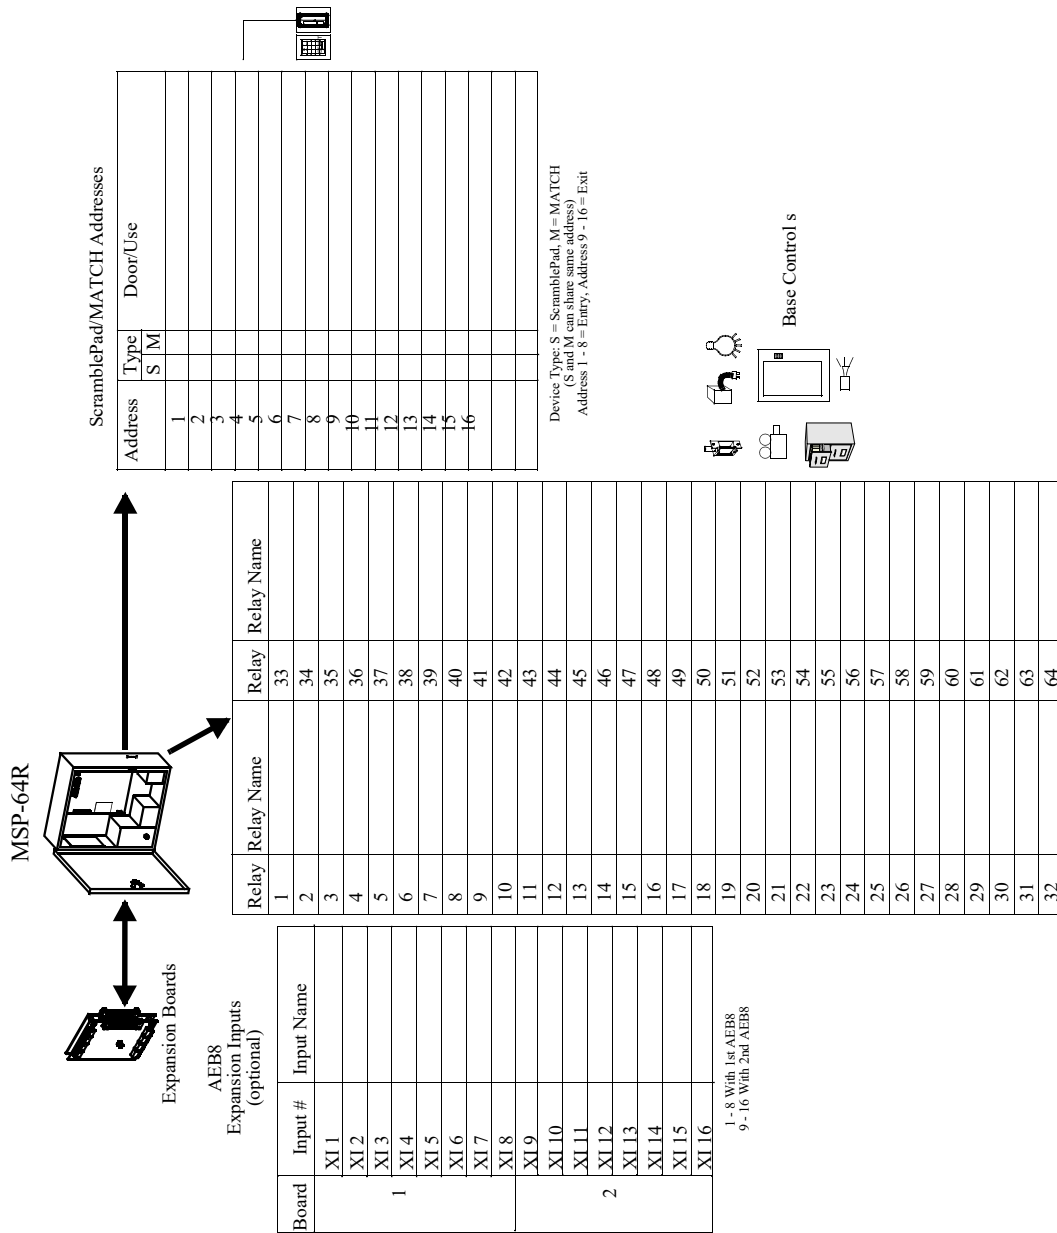 MSP-64R
Expansion Boards
AEB8
Expansion Inputs
(optional)
Board Input # Input Name
1
XI 1
XI 2
XI 3
XI 4
XI 5
XI 6
XI 7
XI 8
2
XI 9
XI 10
XI 11
XI 12
XI 13
XI 14
XI 15
XI 16
1 - 8 With 1st AEB8
9 - 16 With 2nd AEB8
Relay Relay Name Relay Relay Name
1 33
2 34
3 35
4 36
5 37
6 38
7 39
8 40
9 41
10 42
11 43
12 44
13 45
14 46
15 47
16 48
17 49
18 50
19 51
20 52
21 53
22 54
23 55
24 56
25 57
26 58
27 59
28 60
29 61
30 62
31 63
32 64
ScramblePad/MATCH Addresses
Address Type Door/Use
S M
1
2
3
4
5
6
7
8
9
10
11
12
13
14
15
16
Device Type: S = ScramblePad, M = MATCH
(S and M can share same address)
Address 1 - 8 = Entry, Address 9 - 16 = Exit
Base Control s